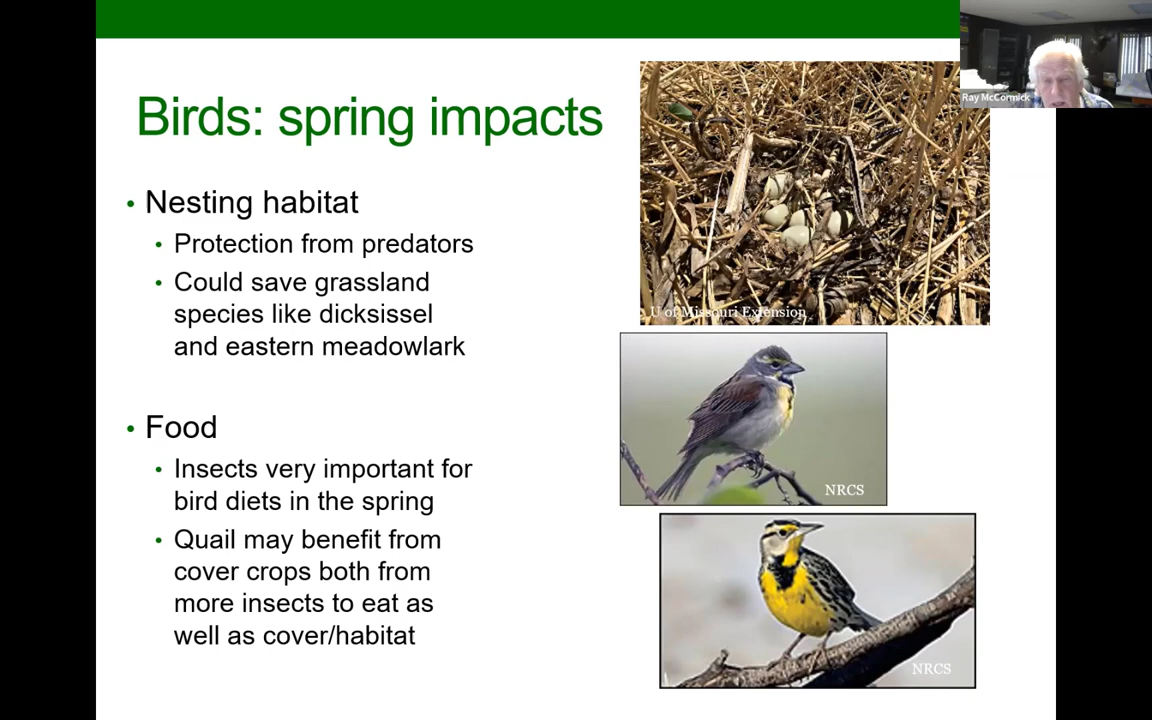 Birds: spring impacts
• Nesting habitat
• Protection from predators
• Could save grassland
species like dicksissel
and eastern meadowlark
• Food
• Insects very important for
bird diets in the spring
• Quail may benefit from
cover crops both from
more insects to eat as
well as cover/habitat
Ray McCormick
U of Missouri Extension
NRCS
NRCS